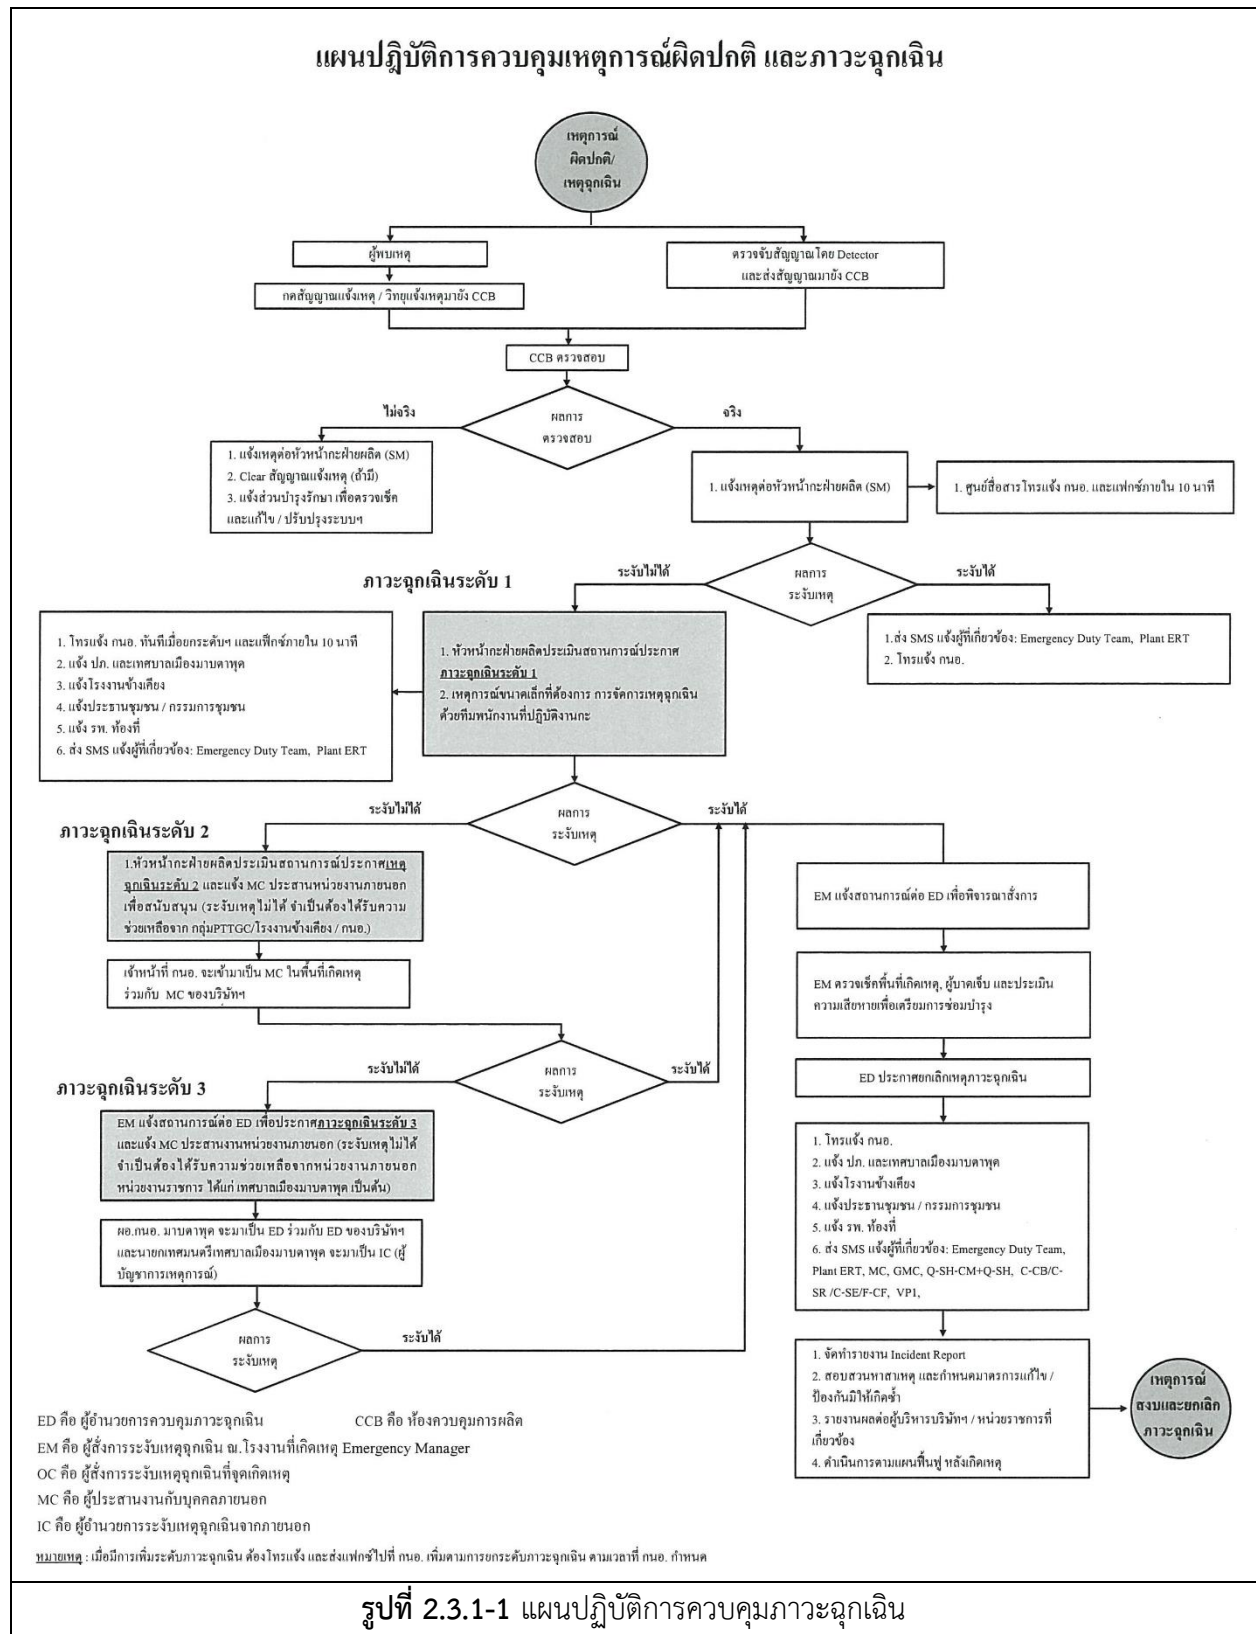 แผนปฎิบัติการควบคุมเหตุการณ์ผิดปกติ และภาวะฉุกเฉิน
เหตุการณ์
ผิดปกติ/
เหตุฉุกเฉิน
ผู้พบเหตุ
ตรวจจับสัญญาณโดย Detector
และส่งสัญญาณมายัง CCB
กดสัญญาณแจ้งเหตุ / วิทยุแจ้งเหตุมายัง CCB
CCB ตรวจสอบ
ไม่จริง
ผลการ
ตรวจสอบ
จริง
1. แจ้งเหตุต่อหัวหน้ากะฝ่ายผลิต (SM)
2. Clear สัญญาณแจ้งเหตุ (ถ้ามี)
3. แจ้งส่วนบำรุงรักษา เพื่อตรวจเช็ค
และแก้ไข / ปรับปรุงระบบฯ
1. แจ้งเหตุต่อหัวหน้ากะฝ่ายผลิต (SM)
1. ศูนย์สื่อสารโทรแจ้ง กนอ. และแฟกซ์ภายใน 10 นาที
ภาวะฉุกเฉินระดับ 1
ระงับไม่ได้
ผลการ
ระงับเหตุ
ระงับได้
1. โทรแจ้ง กนอ. ทันทีเมื่อยกระดับฯ และแฟ็กซ์ภายใน 10 นาที
2. แจ้ง ปภ. และเทศบาลเมืองมาบตาพุด
3. แจ้งโรงงานข้างเคียง
4. แจ้งประธานชุมชน / กรรมการชุมชน
5. แจ้ง รพ. ท้องที่
6. ส่ง SMS แจ้งผู้ที่เกี่ยวข้อง: Emergency Duty Team, Plant ERT
1. หัวหน้ากะฝ่ายผลิตประเมินสถานการณ์ประกาศ
ภาวะฉุกเฉินระดับ 1
2. เหตุการณ์ขนาดเล็กที่ต้องการ การจัดการเหตุฉุกเฉิน
ด้วยทีมพนักงานที่ปฏิบัติงานกะ
1.ส่ง SMS แจ้งผู้ที่เกี่ยวข้อง: Emergency Duty Team, Plant ERT
2. โทรแจ้ง กนอ.
ระงับไม่ได้
ผลการ
ระงับเหตุ
ระงับได้
ภาวะฉุกเฉินระดับ 2
1.หัวหน้ากะฝ่ายผลิตประเมินสถานการณ์ประกาศเหตุ
ฉุกเฉินระดับ 2 และแจ้ง MC ประสานหน่วยงานภายนอก
เพื่อสนับสนุน (ระงับเหตุไม่ได้ จำเป็นต้องได้รับความ
ช่วยเหลือจาก กลุ่มPTTGC/โรงงานข้างเคียง / กนอ.)
EM แจ้งสถานการณ์ต่อ ED เพื่อพิจารณาสั่งการ
เจ้าหน้าที่ กนอ. จะเข้ามาเป็น MC ในพื้นที่เกิดเหตุ
ร่วมกับ MC ของบริษัทฯ
EM ตรวจเช็คพื้นที่เกิดเหตุ, ผู้บาดเจ็บ และประเมิน
ความเสียหายเพื่อเตรียมการซ่อมบำรุง
ระงับไม่ได้
ผลการ
ระงับเหตุ
ระงับได้
ED ประกาศยกเลิกเหตุภาวะฉุกเฉิน
ภาวะฉุกเฉินระดับ 3
EM แจ้งสถานการณ์ต่อ ED เพื่อประกาศภาวะฉุกเฉินระดับ 3
และแจ้ง MC ประสานงานหน่วยงานภายนอก (ระงับเหตุไม่ได้
จำเป็นต้องได้รับความช่วยเหลือจากหน่วยงานภายนอก
หน่วยงานราชการ ได้แก่ เทศบาลเมืองมาบตาพุด เป็นต้น)
1. โทรแจ้ง กนอ.
2. แจ้ง ปภ. และเทศบาลเมืองมาบตาพุด
3. แจ้งโรงานข้างเคียง
4. แจ้งประธานชุมชน / กรรมการชุมชน
5. แจ้ง รพ. ท้องที่
6. ส่ง SMS แจ้งผู้ที่เกี่ยวข้อง: Emergency Duty Team,
Plant ERT, MC, GMC, Q-SH-CM+Q-SH, C-CB/C-
SR /C-SE/F-CF, VP1,
ผอ.กนอ. มาบตาพุด จะมาเป็น ED ร่วมกับ ED ของบริษัทฯ
และนายกเทศมนตรีเทศบาลเมืองมาบตาพุด จะมาเป็น IC (ผู้
บัญชาการเหตุการณ์)
ผลการ
ระงับเหตุ
ระงับได้
1. จัดทำรายงาน Incident Report
2. สอบสวนหาสาเหตุ และกำหนดมาตรการแก้ไข /
ป้องกันมิให้เกิดซ้ำ
3. รายงานผลต่อผู้บริหารบริษัทฯ / หน่วยราชการที่
เกี่ยวข้อง
4. ดำเนินการตามแผนฟื้นฟู หลังเกิดเหตุ
เหตุการณ์
สงบและยกเลิก
ภาวะฉุกเฉิน
ED คือ ผู้อำนวยการควบคุมภาวะฉุกเฉิน CCB คือ ห้องควบคุมการผลิต
EM คือ ผู้สั่งการระงับเหตุฉุกเฉิน ณ.โรงงานที่เกิดเหตุ Emergency Manager
OC คือ ผู้สั่งการระงับเหตุฉุกเฉินที่จุดเกิดเหตุ
MC คือ ผู้ประสานงานกับบุคคลภายนอก
IC คือ ผู้อำนวยการระงับเหตุฉุกเฉินจากภายนอก
หมายเหตุ : เมื่อมีการเพิ่มระดับภาวะฉุกเฉิน ต้องโทรแจ้ง และส่งแฟกซ์ไปที่ กนอ. เพิ่มตามการยกระดับภาวะฉุกเฉิน ตามเวลาที่ กนอ. กำหนด
รูปที่ 2.3.1-1 แผนปฏิบัติการควบคุมภาวะฉุกเฉิน